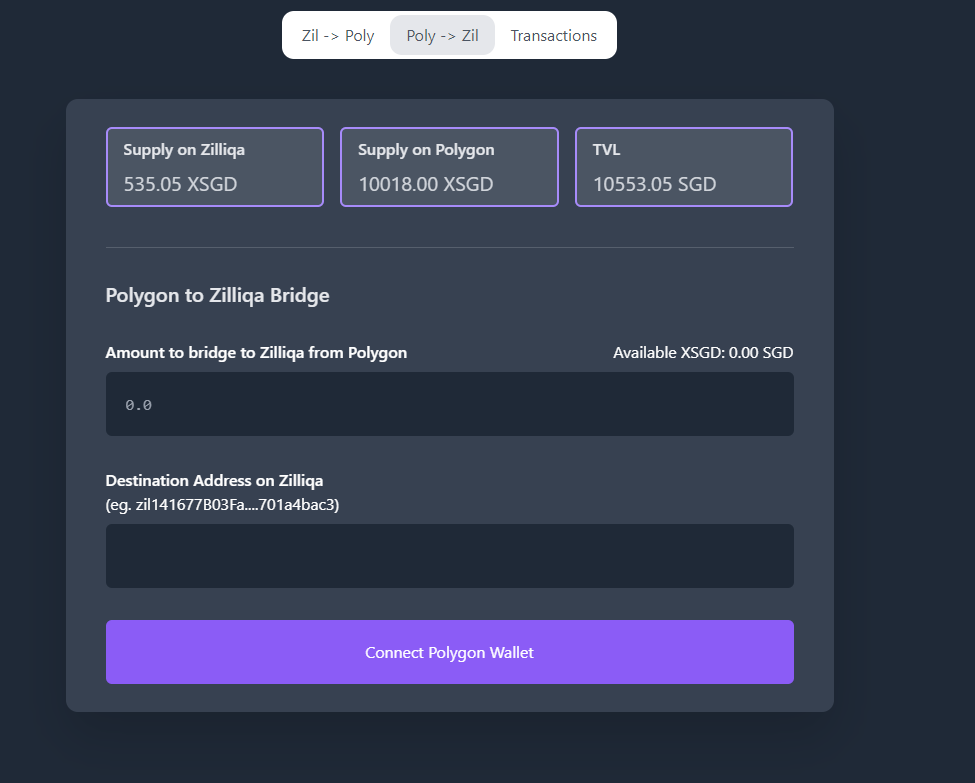 Zil -> Poly Poly -> Zil Transactions
Supply on Zilliqa
535.05 XSGD
Supply on Polygon
10018.00 XSGD
TVL
10553.05 SGD
Polygon to Zilliqa Bridge
Amount to bridge to Zilliqa from Polygon Available XSGD: 0.00 SGD
0.0
Destination Address on Zilliqa
(eg. zil141677B03Fa....701a4bac3)
Connect Polygon Wallet